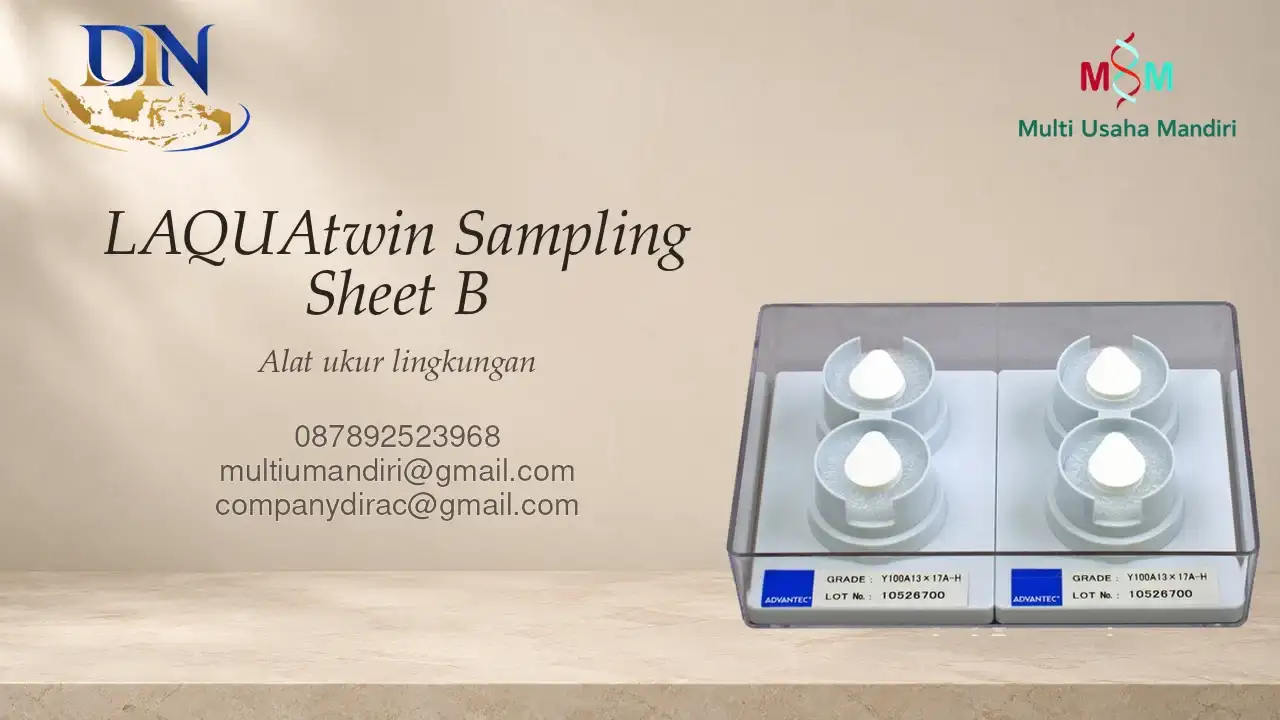 DN
MSM
Multi Usaha Mandiri
LAQUAtwin Sampling
Sheet B
Alat ukur lingkungan
087892523968
multiumandiri@gmail.com
companydirac@gmail.com
ADVANTEC
GRADE : Y100A13×17A-H
LOT No. : 10526700
ADVANTEC
GRADE : Y100A13×17A-H
LOT No. : 10526700